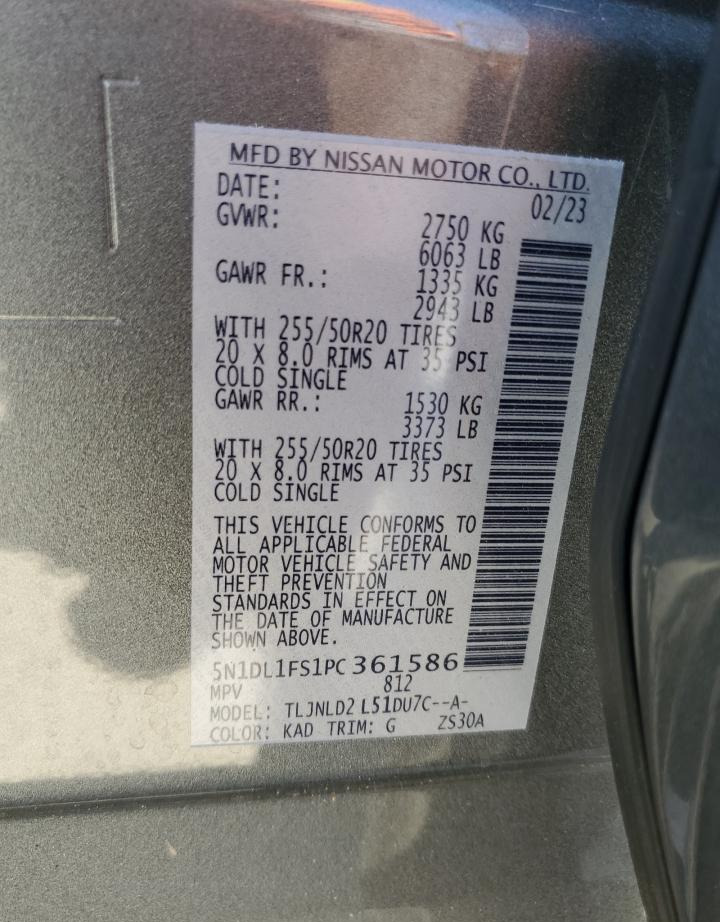 MFD BY NISSAN MOTOR CO., LTD.
DATE: 02/23
GVWR: 2750 KG
6063 LB
GAWR FR.: 1335 KG
2943 LB
WITH 255/50R20 TIRES
20 X 8.0 RIMS AT 35 PSI
COLD SINGLE
GAWR RR.: 1530 KG
3373 LB
WITH 255/50R20 TIRES
20 X 8.0 RIMS AT 35 PSI
COLD SINGLE
THIS VEHICLE CONFORMS TO
ALL APPLICABLE FEDERAL
MOTOR VEHICLE SAFETY AND
THEFT PREVENTION
STANDARDS IN EFFECT ON
THE DATE OF MANUFACTURE
SHOWN ABOVE.
5N1DL1FS1PC361586
MPV 812
MODEL: TLJNLD2 L51DU7C--A-
COLOR: KAD TRIM: G ZS30A